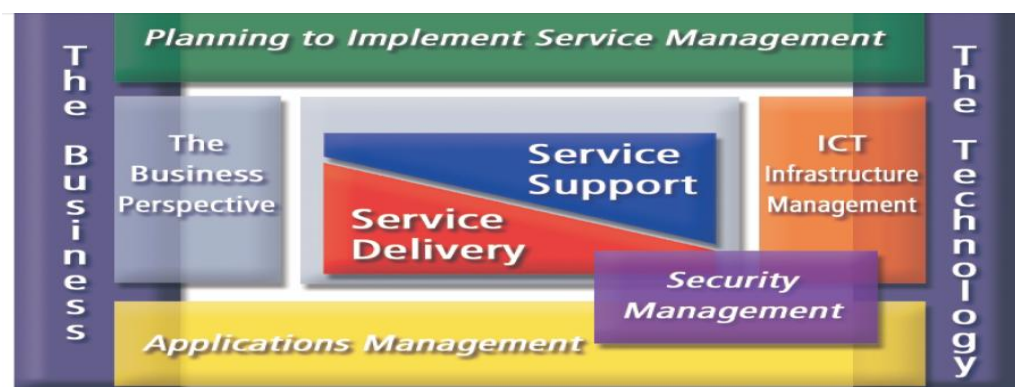 The Business
Planning to Implement Service Management
The
Business
Perspective
Service
Support
Service
Delivery
ICT
Infrastructure
Management
Security
Management
Applications Management
The Technology